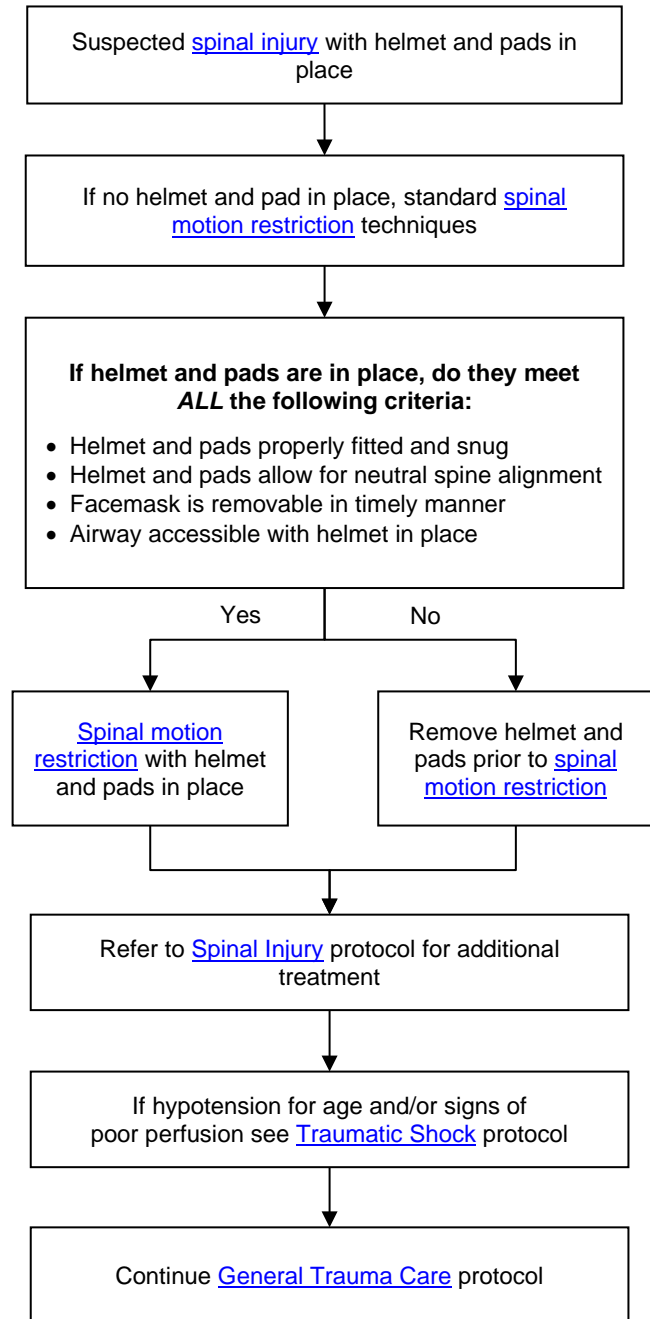 Suspected spinal injury with helmet and pads in
place
If no helmet and pad in place, standard spinal
motion restriction techniques
If helmet and pads are in place, do they meet
ALL the following criteria:
• Helmet and pads properly fitted and snug
• Helmet and pads allow for neutral spine alignment
• Facemask is removable in timely manner
• Airway accessible with helmet in place
Yes
No
Spinal motion
restriction with helmet
and pads in place
Remove helmet and
pads prior to spinal
motion restriction
Refer to Spinal Injury protocol for additional
treatment
If hypotension for age and/or signs of
poor perfusion see Traumatic Shock protocol
Continue General Trauma Care protocol